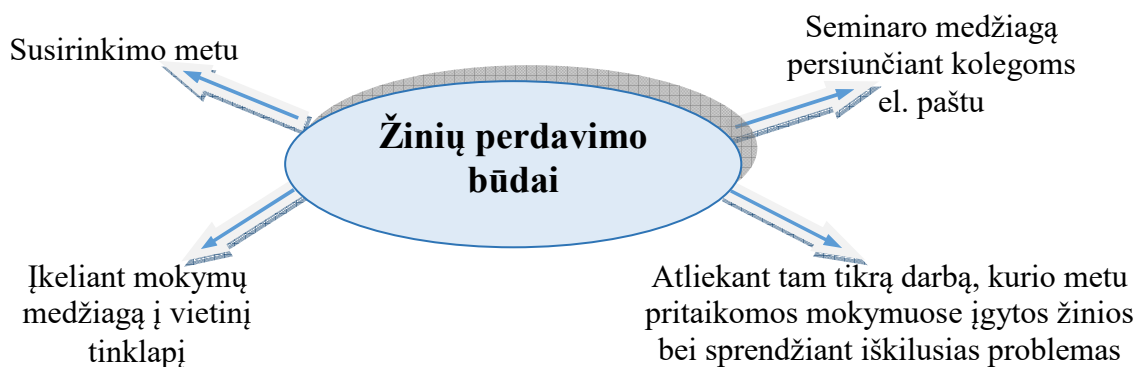 Susirinkimo metu
Seminaro medžiagą
persiunčiant kolegoms
el. paštu
Žinių perdavimo
būdai
Įkeliant mokymų
medžiagą į vietinį
tinklapį
Atliekant tam tikrą darbą, kurio metu
pritaikomos mokymuose įgytos žinios
bei sprendžiant iškilusias problemas